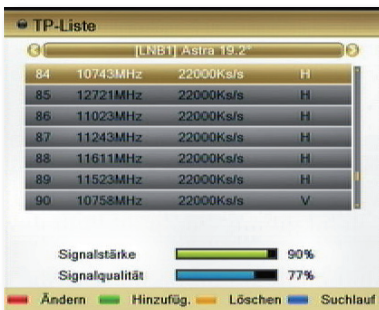 TP-Liste
[LNB1] Astra 19.2°
84 10743MHz 22000Ks/s H
85 12721MHz 22000Ks/s H
86 11023MHz 22000Ks/s H
87 11243MHz 22000Ks/s H
88 11611MHz 22000Ks/s H
89 11523MHz 22000Ks/s H
90 10758MHz 22000Ks/s V
Signalstärke 90%
Signalqualität 77%
Ändern Hinzufüg. Löschen Suchlauf